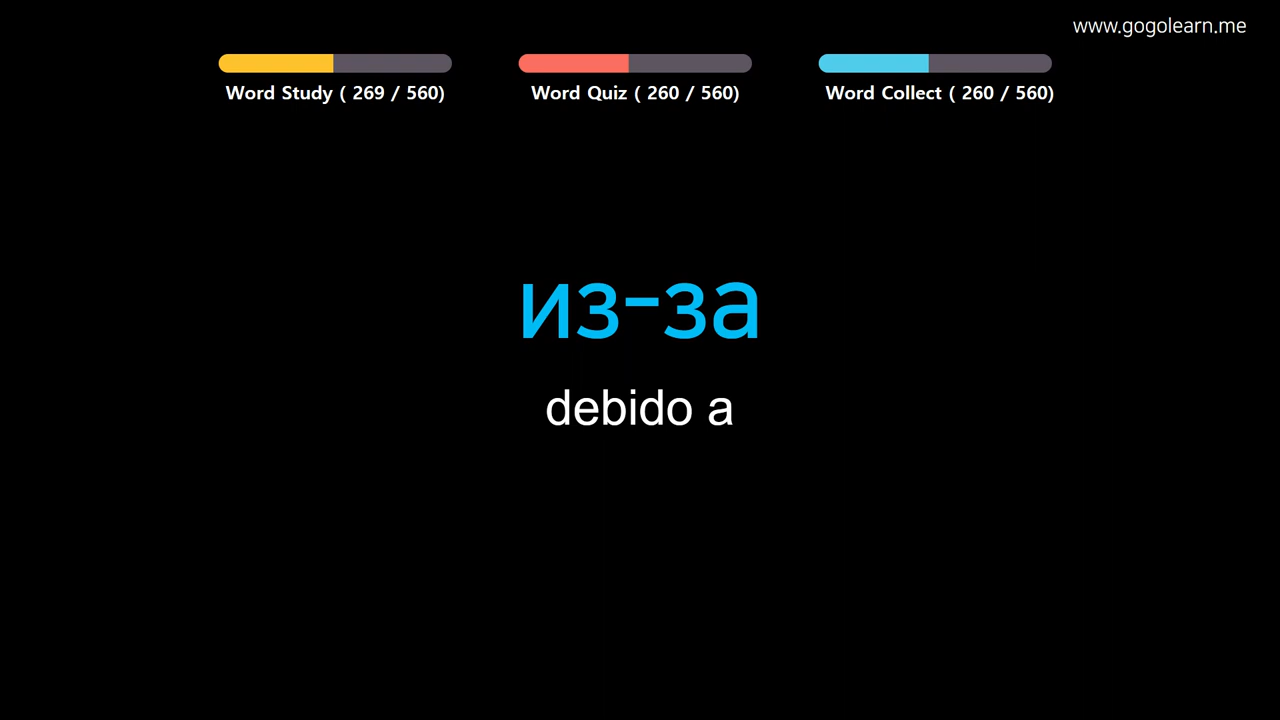 www.gogolearn.me
Word Study ( 269 / 560)
Word Quiz ( 260 / 560)
Word Collect ( 260 / 560)
из-за
debido a